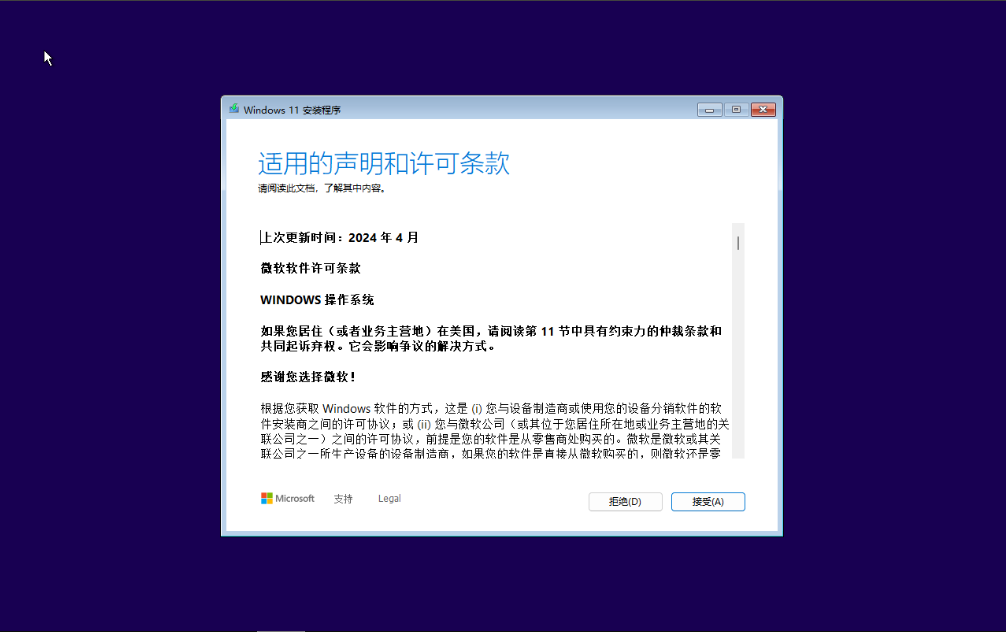 Windows 11 安装程序
适用的声明和许可条款
请阅读此文档，了解其中内容。
上次更新时间：2024 年 4 月
微软软件许可条款
WINDOWS 操作系统
如果您居住（或者业务主营地）在美国，请阅读第 11 节中具有约束力的仲裁条款和
共同起诉弃权。它会影响争议的解决方式。
感谢您选择微软！
根据您获取 Windows 软件的方式，这是 (i) 您与设备制造商或使用您的设备分销软件的软
件安装商之间的许可协议；或 (ii) 您与微软公司（或其位于您居住所在地或业务主营地的关
联公司之一）之间的许可协议，前提是您的软件是从零售商处购买的。微软是微软或其关
联公司之一所生产设备的设备制造商，如果您的软件是直接从微软购买的，则微软还是零
Microsoft 支持 Legal 拒绝(D) 接受(A)